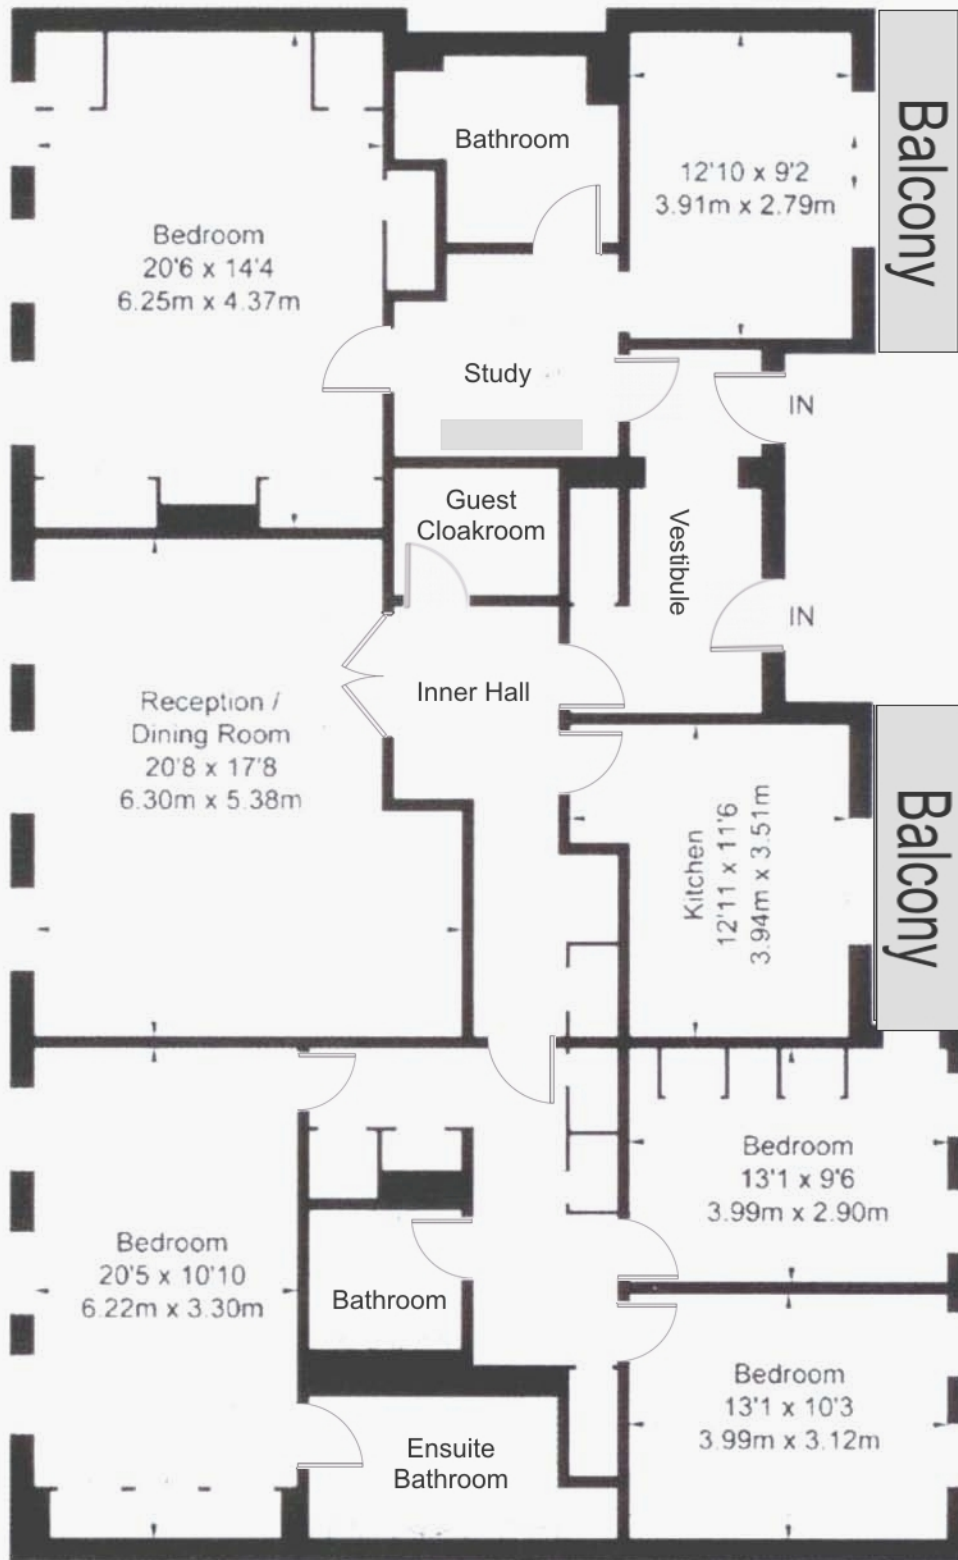 Balcony
Bathroom
12'10 x 9'2
3.91m x 2.79m
Bedroom
20'6 x 14'4
6.25m x 4.37m
Study
IN
Guest
Cloakroom
Vestibule
IN
Inner Hall
Reception /
Dining Room
20'8 x 17'8
6.30m x 5.38m
Kitchen
12'11 x 11'6
3.94m x 3.51m
Balcony
Bedroom
13'1 x 9'6
3.99m x 2.90m
Bedroom
20'5 x 10'10
6.22m x 3.30m
Bathroom
Bedroom
13'1 x 10'3
3.99m x 3.12m
Ensuite
Bathroom